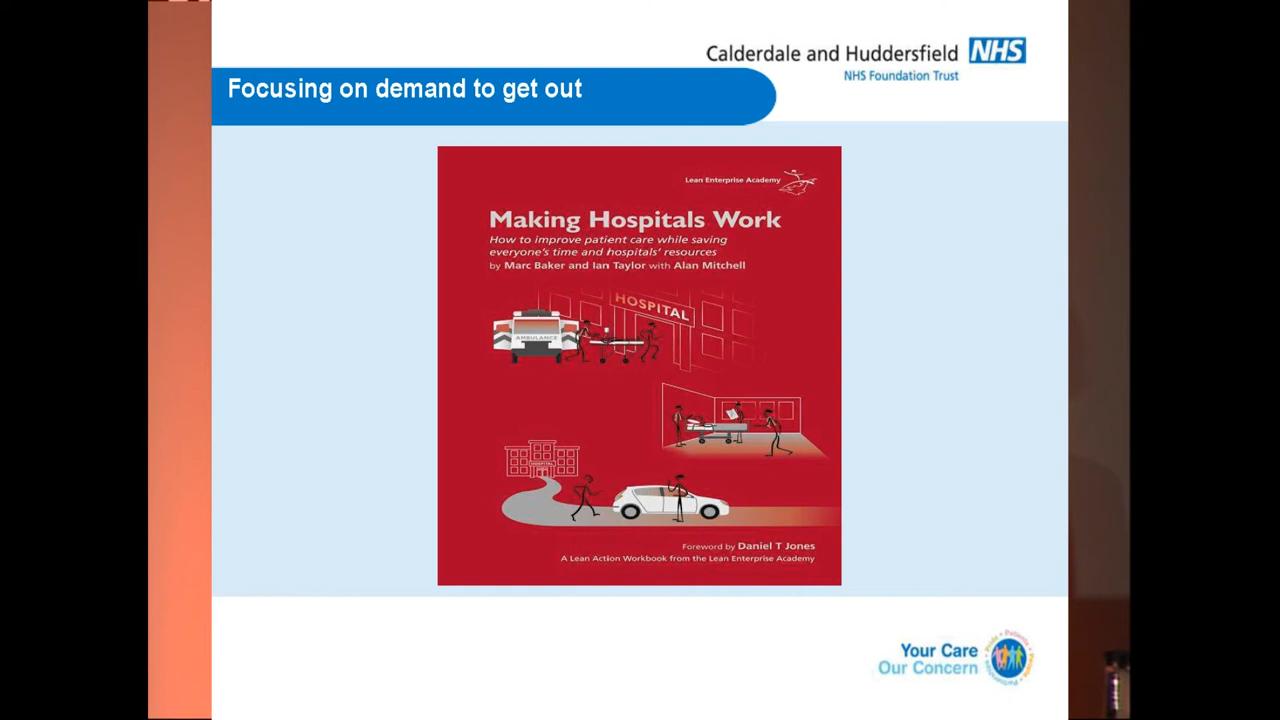 Calderdale and Huddersfield NHS
NHS Foundation Trust
Focusing on demand to get out
Lean Enterprise Academy
Making Hospitals Work
How to improve patient care while saving
everyone's time and hospitals' resources
by Marc Baker and Ian Taylor with Alan Mitchell
HOSPITAL
AMBULANCE
HOSPITAL
Foreword by Daniel T Jones
A Lean Action Workbook from the Lean Enterprise Academy
Your Care
Our Concern